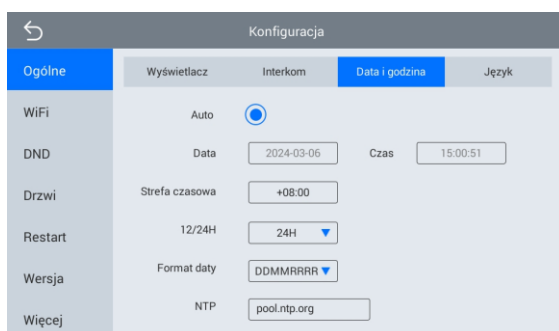 Konfiguracja
Ogólne
Wyświetlacz Interkom Data i godzina Język
WiFi
Auto
DND
Data 2024-03-06 Czas 15:00:51
Drzwi
Strefa czasowa +08:00
Restart
12/24H 24H
Wersja
Format daty DDMMRRRR
Więcej
NTP pool.ntp.org